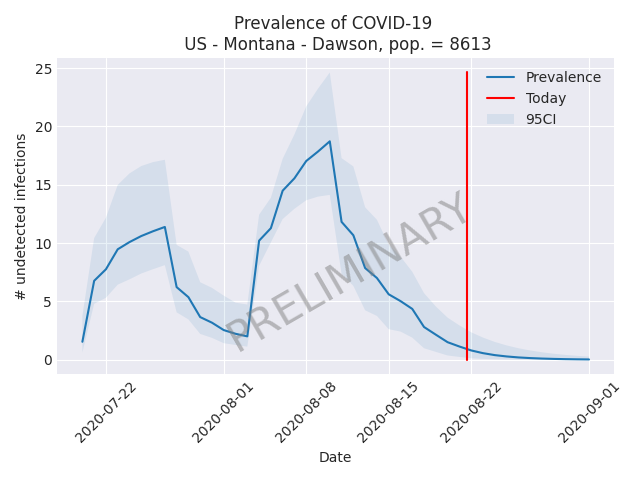 Prevalence of COVID-19
US - Montana - Dawson, pop. = 8613
25
20
15
10
5
0
# undetected infections
Prevalence
Today
95CI
PRELIMINARY
2020-07-22
2020-08-01
2020-08-08
2020-08-15
2020-08-22
2020-09-01
Date